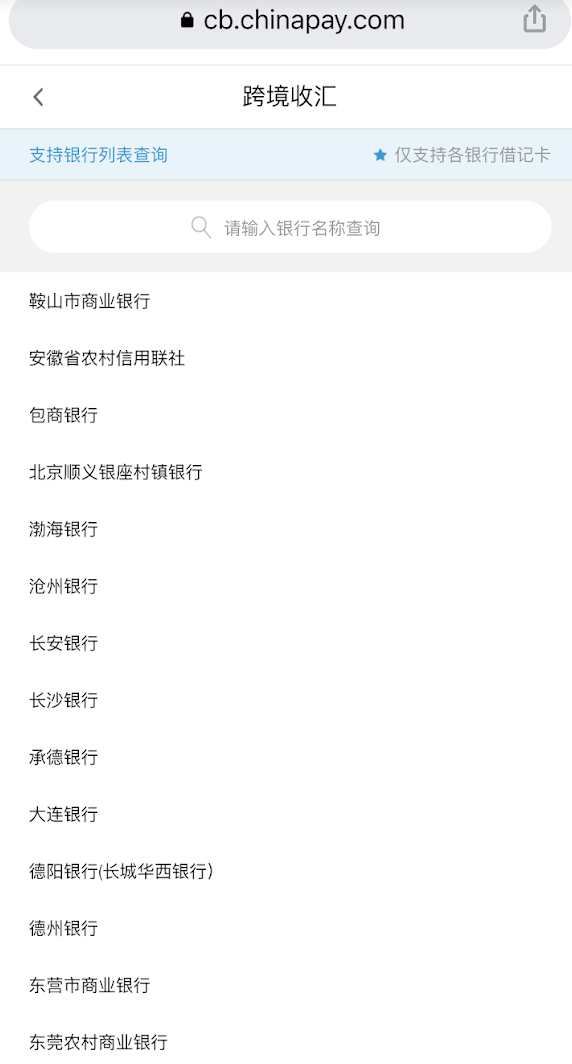 cb.chinapay.com
跨境收汇
支持银行列表查询
仅支持各银行借记卡
请输入银行名称查询
鞍山市商业银行
安徽省农村信用联社
包商银行
北京顺义银座村镇银行
渤海银行
沧州银行
长安银行
长沙银行
承德银行
大连银行
德阳银行(长城华西银行)
德州银行
东营市商业银行
东莞农村商业银行